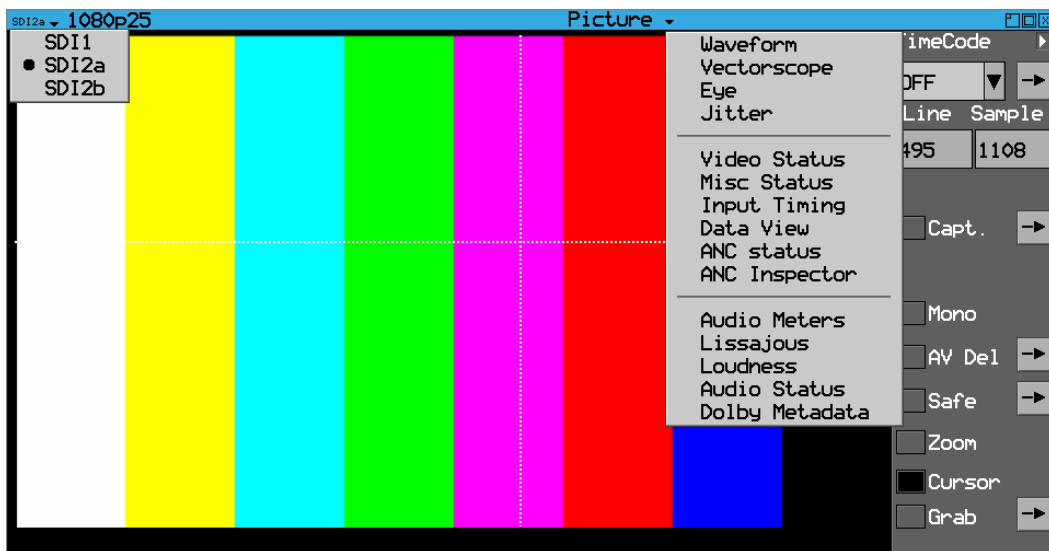 SDI2a 1080p25 Picture
SDI1
SDI2a
SDI2b
Waveform
Vectorscope
Eye
Jitter
Video Status
Misc Status
Input Timing
Data View
ANC status
ANC Inspector
Audio Meters
Lissajous
Loudness
Audio Status
Dolby Metadata
TimeCode
OFF
Line Sample
495 1108
Capt.
Mono
AV Del
Safe
Zoom
Cursor
Grab